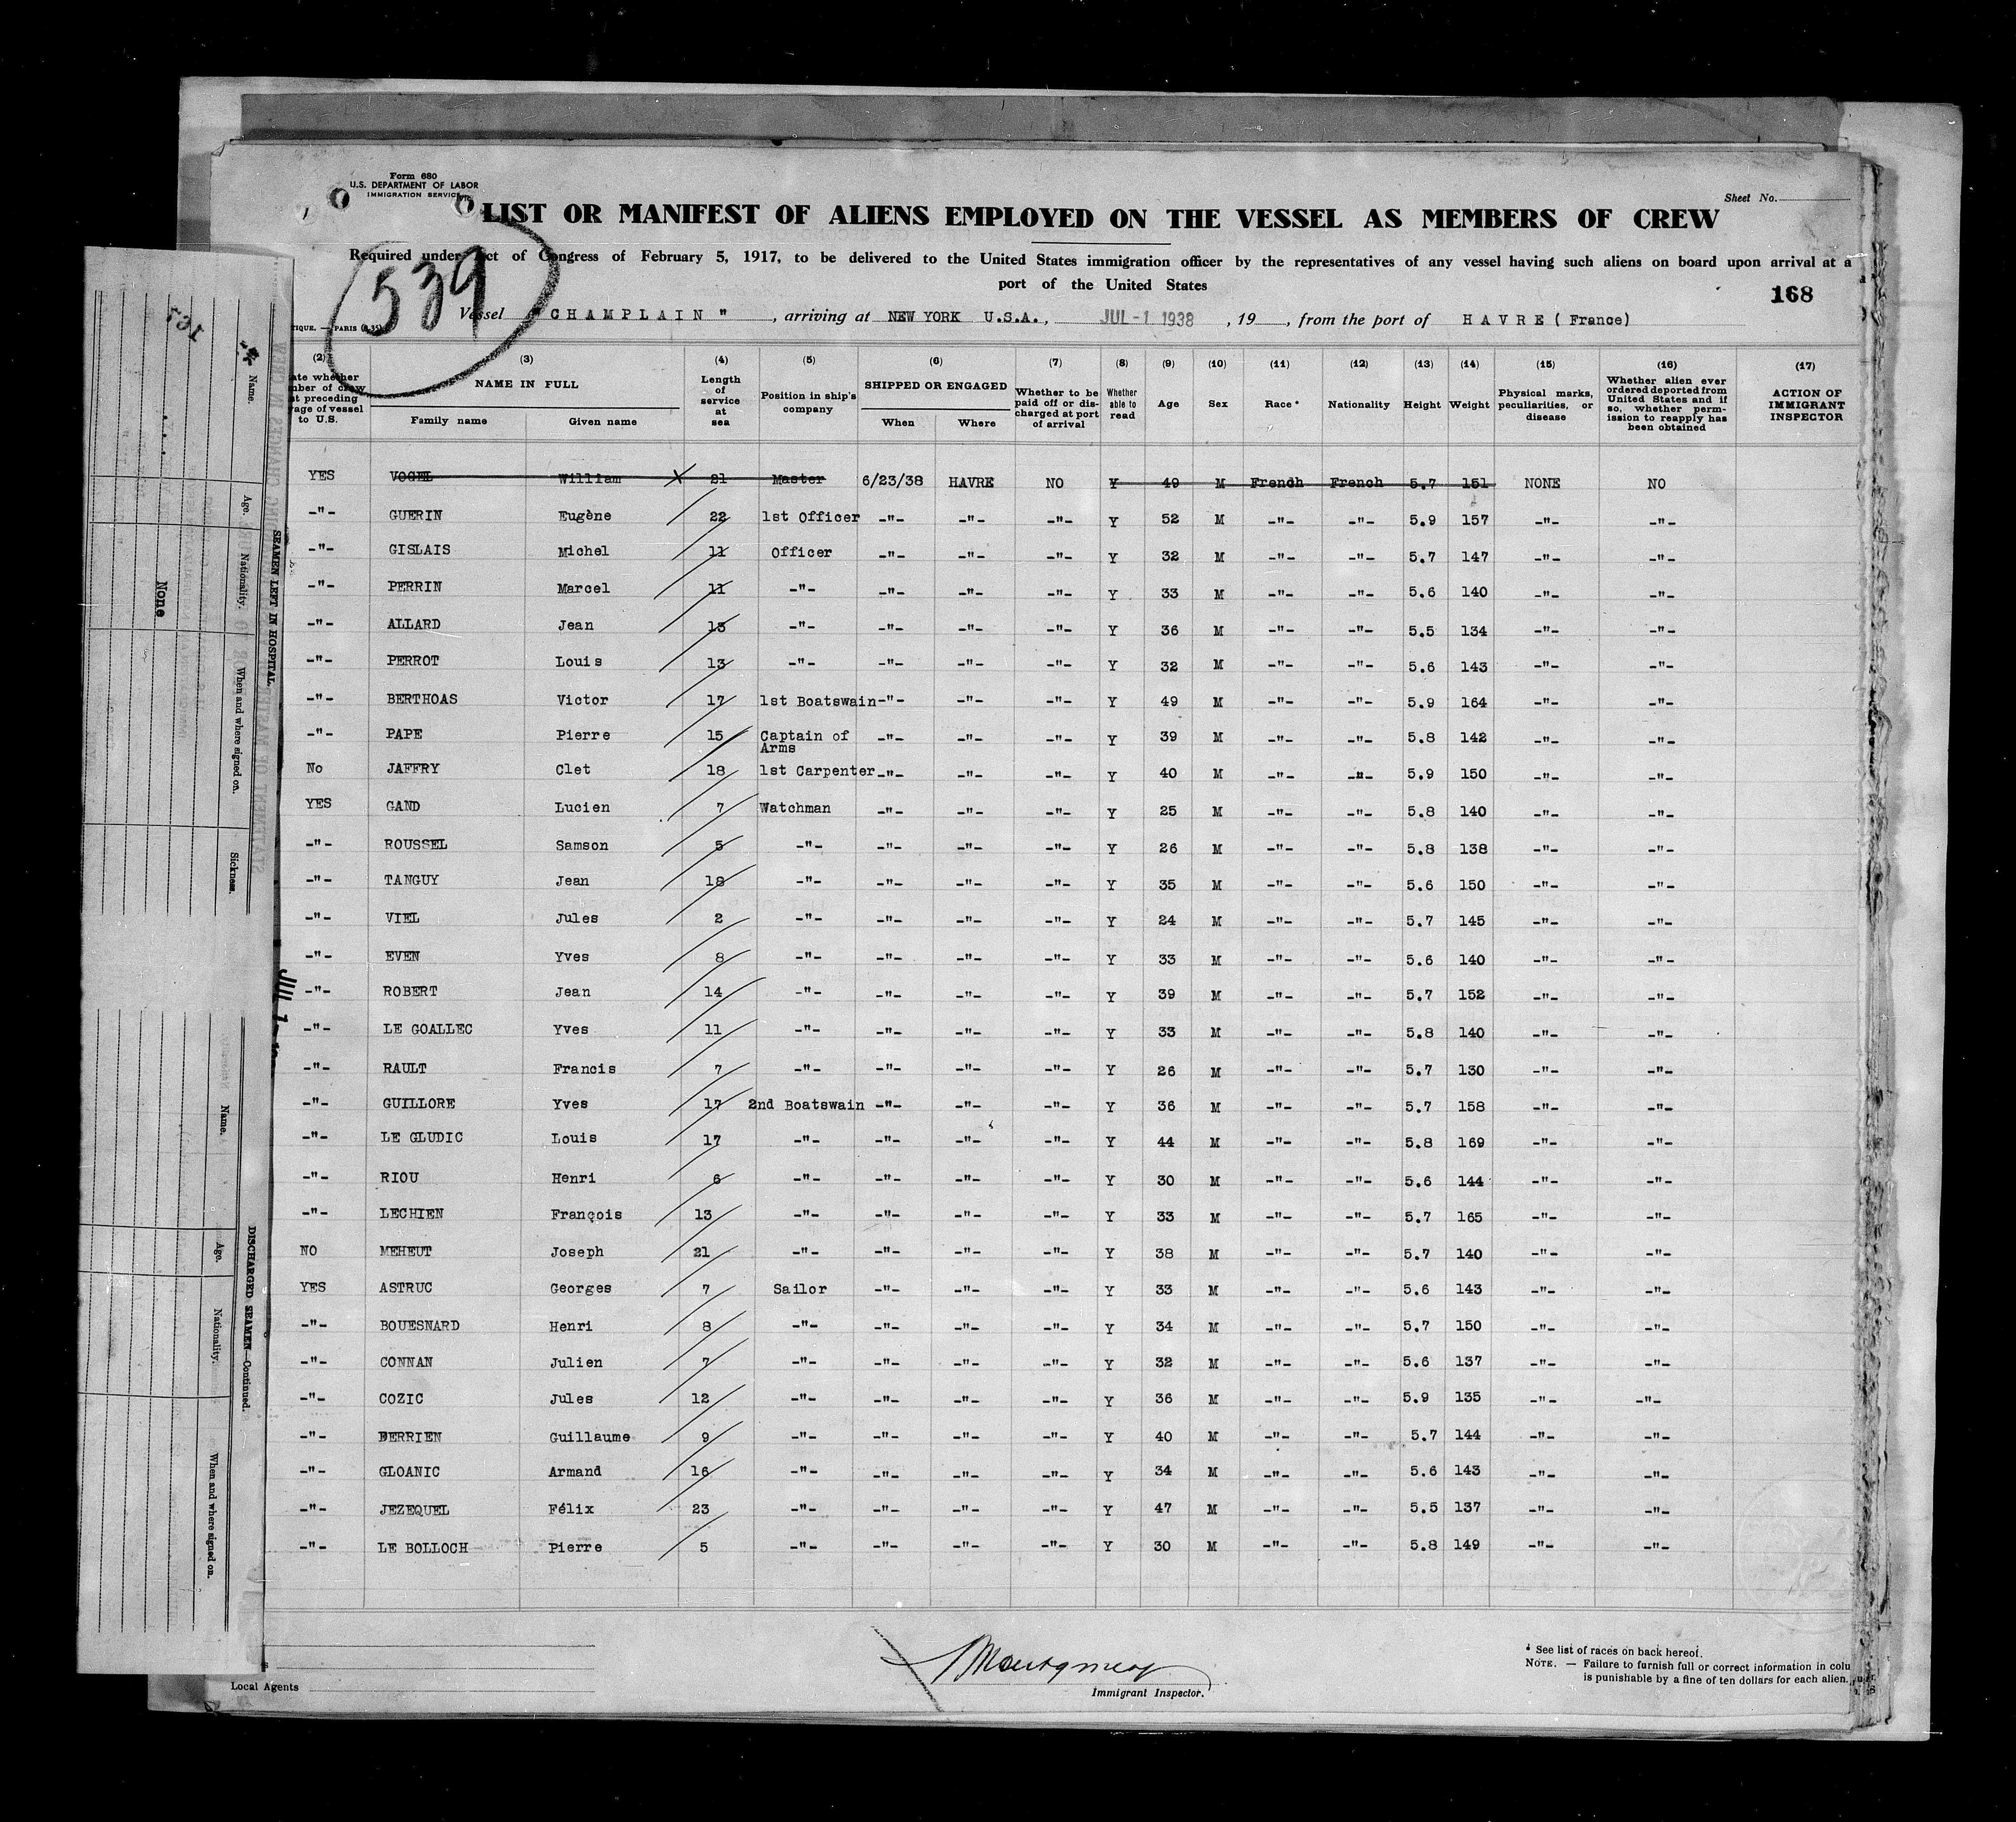 Form 680
U.S. DEPARTMENT OF LABOR
IMMIGRATION SERVICE
Sheet No.
LIST OR MANIFEST OF ALIENS EMPLOYED ON THE VESSEL AS MEMBERS OF CREW
Required under Act of Congress of February 5, 1917, to be delivered to the United States immigration officer by the representatives of any vessel having such aliens on board upon arrival at a
port of the United States
168
539
Vessel " CHAMPLAIN ", arriving at NEW YORK U.S.A., JUL -1 1938, 19, from the port of HAVRE ( France)
(2) (3) (4) (5) (6) (7) (8) (9) (10) (11) (12) (13) (14) (15) (16) (17)
NAME IN FULL
Family name Given name
Length of service at sea
Position in ship's company
SHIPPED OR ENGAGED
When Where
Whether to be paid off or discharged at port of arrival
Whether able to read
Age Sex Race * Nationality Height Weight
Physical marks, peculiarities, or disease
Whether alien ever ordered deported from United States and if so, whether permission to reapply has been obtained
ACTION OF IMMIGRANT INSPECTOR
YES VOGEL William X 21 Master 6/23/38 HAVRE NO Y 49 M French French 5.7 151 NONE NO
-"- GUERIN Eugène 22 1st Officer -"- -"- -"- Y 52 M -"- -"- 5.9 157 -"- -"-
-"- GISLAIS Michel 11 Officer -"- -"- -"- Y 32 M -"- -"- 5.7 147 -"- -"-
-"- PERRIN Marcel 11 -"- -"- -"- -"- Y 33 M -"- -"- 5.6 140 -"- -"-
-"- ALLARD Jean 13 -"- -"- -"- -"- Y 36 M -"- -"- 5.5 134 -"- -"-
-"- PERROT Louis 13 -"- -"- -"- -"- Y 32 M -"- -"- 5.6 143 -"- -"-
-"- BERTHOAS Victor 17 1st Boatswain -"- -"- -"- Y 49 M -"- -"- 5.9 164 -"- -"-
-"- PAPE Pierre 15 Captain of Arms -"- -"- -"- Y 39 M -"- -"- 5.8 142 -"- -"-
No JAFFRY Clet 18 1st Carpenter -"- -"- -"- Y 40 M -"- -"- 5.9 150 -"- -"-
YES GAND Lucien 7 Watchman -"- -"- -"- Y 25 M -"- -"- 5.8 140 -"- -"-
-"- ROUSSEL Samson 5 -"- -"- -"- -"- Y 26 M -"- -"- 5.8 138 -"- -"-
-"- TANGUY Jean 18 -"- -"- -"- -"- Y 35 M -"- -"- 5.6 150 -"- -"-
-"- VIEL Jules 2 -"- -"- -"- -"- Y 24 M -"- -"- 5.7 145 -"- -"-
-"- EVEN Yves 8 -"- -"- -"- -"- Y 33 M -"- -"- 5.6 140 -"- -"-
-"- ROBERT Jean 14 -"- -"- -"- -"- Y 39 M -"- -"- 5.7 152 -"- -"-
-"- LE GOALLEC Yves 11 -"- -"- -"- -"- Y 33 M -"- -"- 5.8 140 -"- -"-
-"- RAULT Francis 7 -"- -"- -"- -"- Y 26 M -"- -"- 5.7 130 -"- -"-
-"- GUILLORE Yves 17 2nd Boatswain -"- -"- -"- Y 36 M -"- -"- 5.7 158 -"- -"-
-"- LE GLUDIC Louis 17 -"- -"- -"- -"- Y 44 M -"- -"- 5.8 169 -"- -"-
-"- RIOU Henri 6 -"- -"- -"- -"- Y 30 M -"- -"- 5.6 144 -"- -"-
-"- LECHIEN François 13 -"- -"- -"- -"- Y 33 M -"- -"- 5.7 165 -"- -"-
NO MEHEUT Joseph 21 -"- -"- -"- -"- Y 38 M -"- -"- 5.7 140 -"- -"-
YES ASTRUC Georges 7 Sailor -"- -"- -"- Y 33 M -"- -"- 5.6 143 -"- -"-
-"- BOUESNARD Henri 8 -"- -"- -"- -"- Y 34 M -"- -"- 5.7 150 -"- -"-
-"- CONNAN Julien 7 -"- -"- -"- -"- Y 32 M -"- -"- 5.6 137 -"- -"-
-"- COZIC Jules 12 -"- -"- -"- -"- Y 36 M -"- -"- 5.9 135 -"- -"-
-"- DERRIEN Guillaume 9 -"- -"- -"- -"- Y 40 M -"- -"- 5.7 144 -"- -"-
-"- GLOANIC Armand 16 -"- -"- -"- -"- Y 34 M -"- -"- 5.6 143 -"- -"-
-"- JEZEQUEL Félix 23 -"- -"- -"- -"- Y 47 M -"- -"- 5.5 137 -"- -"-
-"- LE BOLLOCH Pierre 5 -"- -"- -"- -"- Y 30 M -"- -"- 5.8 149 -"- -"-
Local Agents
Montgomery
Immigrant Inspector.
* See list of races on back hereof.
NOTE. — Failure to furnish full or correct information in colu
is punishable by a fine of ten dollars for each alien.
SEAMEN LEFT IN HOSPITAL.
Name. Age. Nationality. When and where signed on. Sickness.
None
DISCHARGED SEAMEN—Continued.
Name. Age. Nationality. When and where signed on.
JUL 1